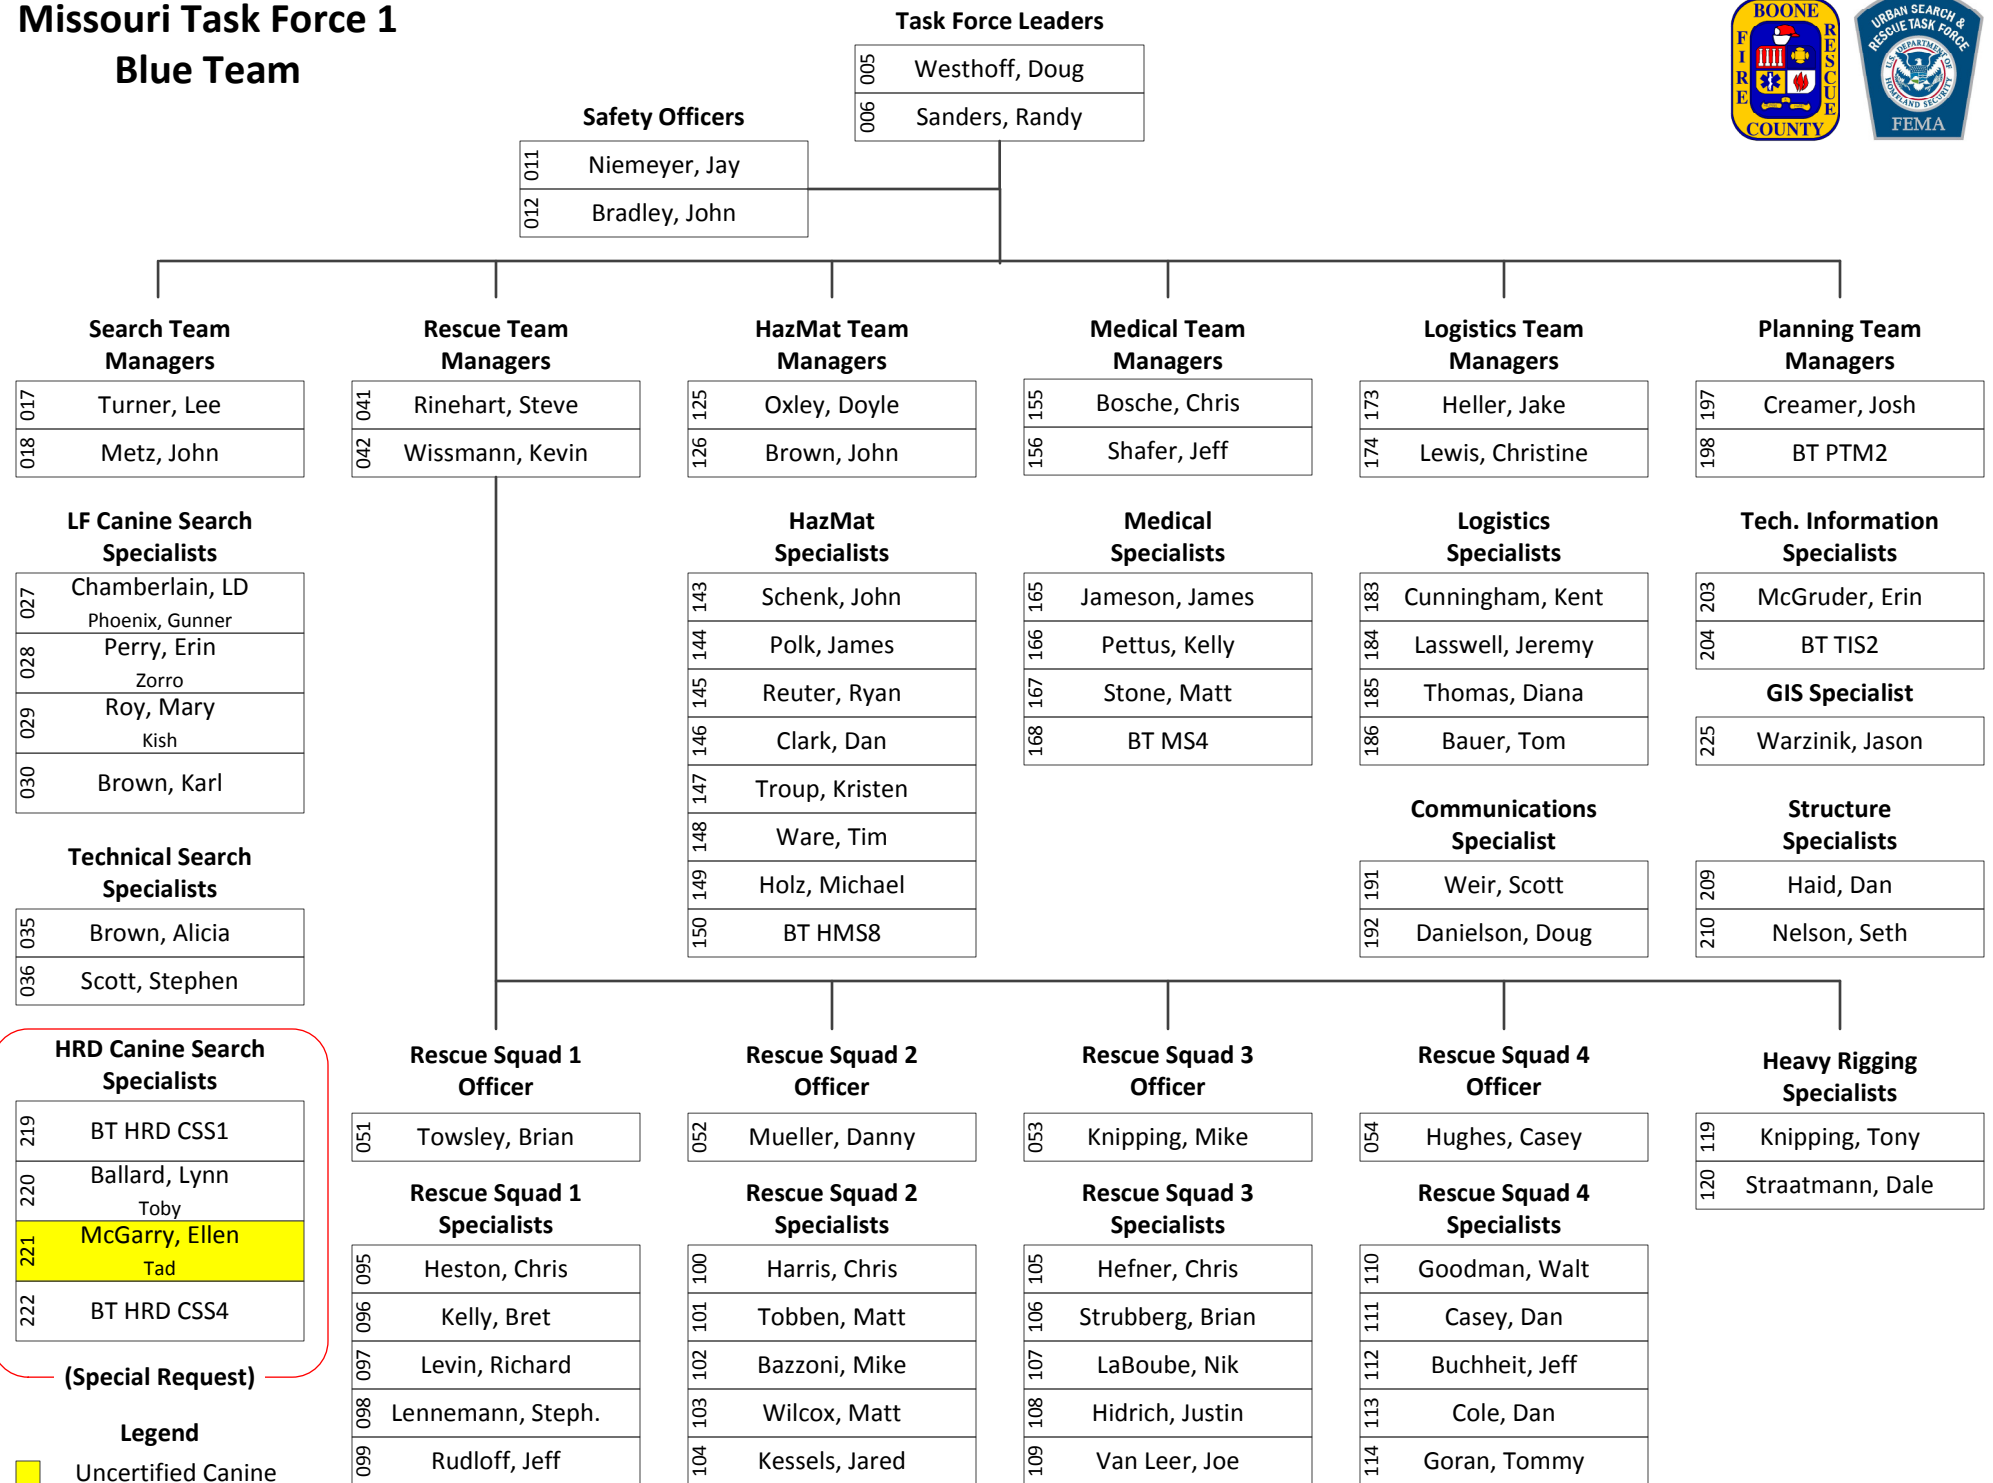 Missouri Task Force 1
Blue Team
Task Force Leaders
005 Westhoff, Doug
006 Sanders, Randy
BOONE
FIRE
RESCUE
COUNTY
URBAN SEARCH &
RESCUE TASK FORCE
U.S. DEPARTMENT OF
HOMELAND SECURITY
FEMA
Safety Officers
011 Niemeyer, Jay
012 Bradley, John
Search Team
Managers
017 Turner, Lee
018 Metz, John
LF Canine Search
Specialists
027 Chamberlain, LD
Phoenix, Gunner
028 Perry, Erin
Zorro
029 Roy, Mary
Kish
030 Brown, Karl
Technical Search
Specialists
035 Brown, Alicia
036 Scott, Stephen
HRD Canine Search
Specialists
219 BT HRD CSS1
220 Ballard, Lynn
Toby
221 McGarry, Ellen
Tad
222 BT HRD CSS4
(Special Request)
Legend
Uncertified Canine
Rescue Team
Managers
041 Rinehart, Steve
042 Wissmann, Kevin
HazMat Team
Managers
125 Oxley, Doyle
126 Brown, John
HazMat
Specialists
143 Schenk, John
144 Polk, James
145 Reuter, Ryan
146 Clark, Dan
147 Troup, Kristen
148 Ware, Tim
149 Holz, Michael
150 BT HMS8
Medical Team
Managers
155 Bosche, Chris
156 Shafer, Jeff
Medical
Specialists
165 Jameson, James
166 Pettus, Kelly
167 Stone, Matt
168 BT MS4
Logistics Team
Managers
173 Heller, Jake
174 Lewis, Christine
Logistics
Specialists
183 Cunningham, Kent
184 Lasswell, Jeremy
185 Thomas, Diana
186 Bauer, Tom
Communications
Specialist
191 Weir, Scott
192 Danielson, Doug
Planning Team
Managers
197 Creamer, Josh
198 BT PTM2
Tech. Information
Specialists
203 McGruder, Erin
204 BT TIS2
GIS Specialist
225 Warzinik, Jason
Structure
Specialists
209 Haid, Dan
210 Nelson, Seth
Rescue Squad 1
Officer
051 Towsley, Brian
Rescue Squad 1
Specialists
095 Heston, Chris
096 Kelly, Bret
097 Levin, Richard
098 Lennemann, Steph.
099 Rudloff, Jeff
Rescue Squad 2
Officer
052 Mueller, Danny
Rescue Squad 2
Specialists
100 Harris, Chris
101 Tobben, Matt
102 Bazzoni, Mike
103 Wilcox, Matt
104 Kessels, Jared
Rescue Squad 3
Officer
053 Knipping, Mike
Rescue Squad 3
Specialists
105 Hefner, Chris
106 Strubberg, Brian
107 LaBoube, Nik
108 Hidrich, Justin
109 Van Leer, Joe
Rescue Squad 4
Officer
054 Hughes, Casey
Rescue Squad 4
Specialists
110 Goodman, Walt
111 Casey, Dan
112 Buchheit, Jeff
113 Cole, Dan
114 Goran, Tommy
Heavy Rigging
Specialists
119 Knipping, Tony
120 Straatmann, Dale